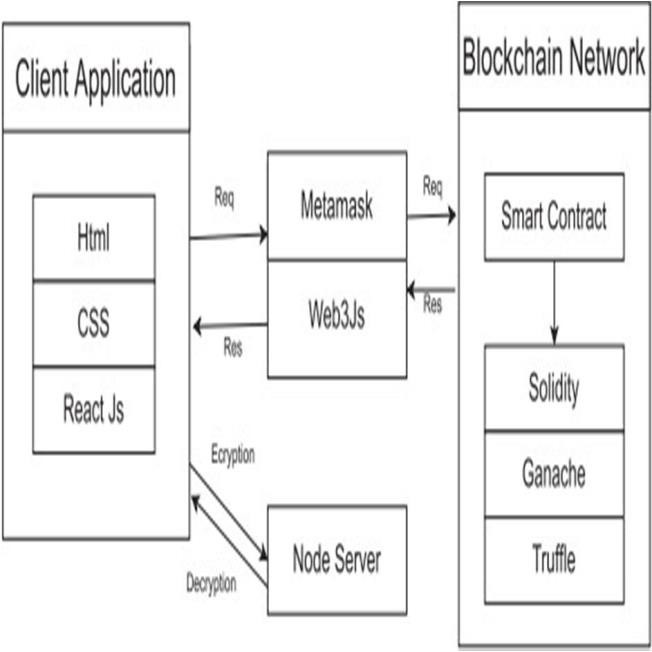 Client Application
Html
CSS
React Js
Req
Metamask
Web3Js
Res
Req
Res
Ecryption
Decryption
Node Server
Blockchain Network
Smart Contract
Solidity
Ganache
Truffle